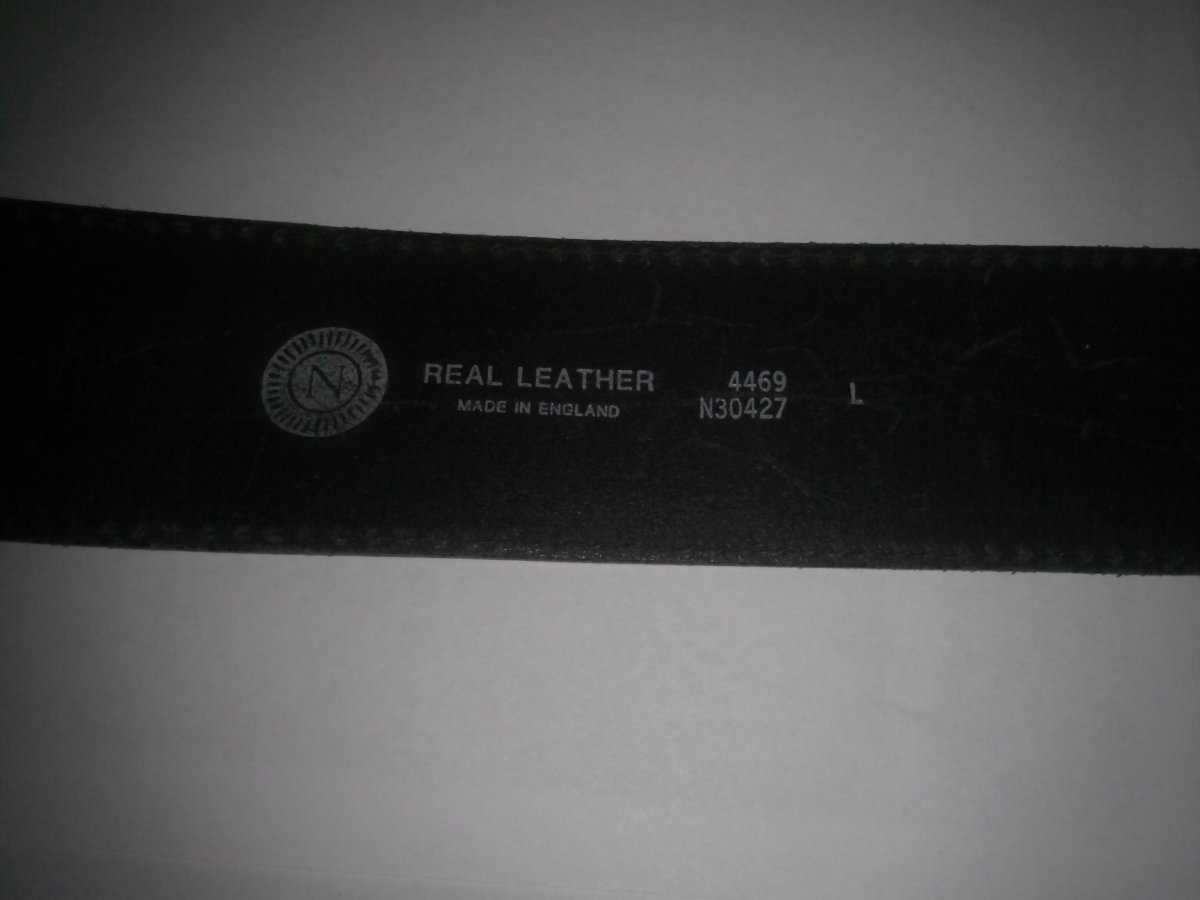 N
REAL LEATHER
MADE IN ENGLAND
4469
N30427
L